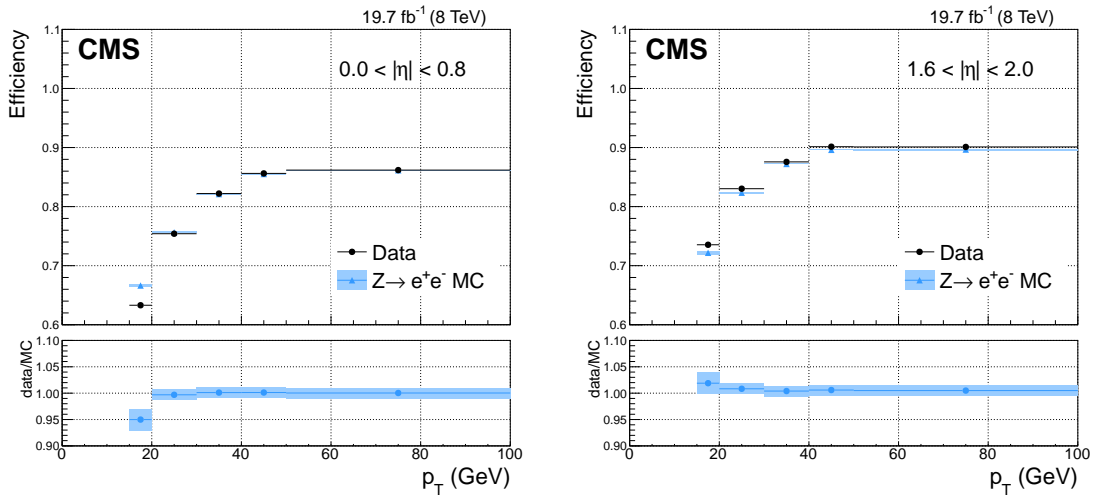 19.7 fb⁻¹ (8 TeV)
CMS
0.0 < |η| < 0.8
Efficiency
1.1
1.0
0.9
0.8
0.7
0.6
Data
Z→ e⁺e⁻ MC
data/MC
1.10
1.05
1.00
0.95
0.90
0 20 40 60 80 100
p_T (GeV)
19.7 fb⁻¹ (8 TeV)
CMS
1.6 < |η| < 2.0
Efficiency
1.1
1.0
0.9
0.8
0.7
0.6
Data
Z→ e⁺e⁻ MC
data/MC
1.10
1.05
1.00
0.95
0.90
0 20 40 60 80 100
p_T (GeV)